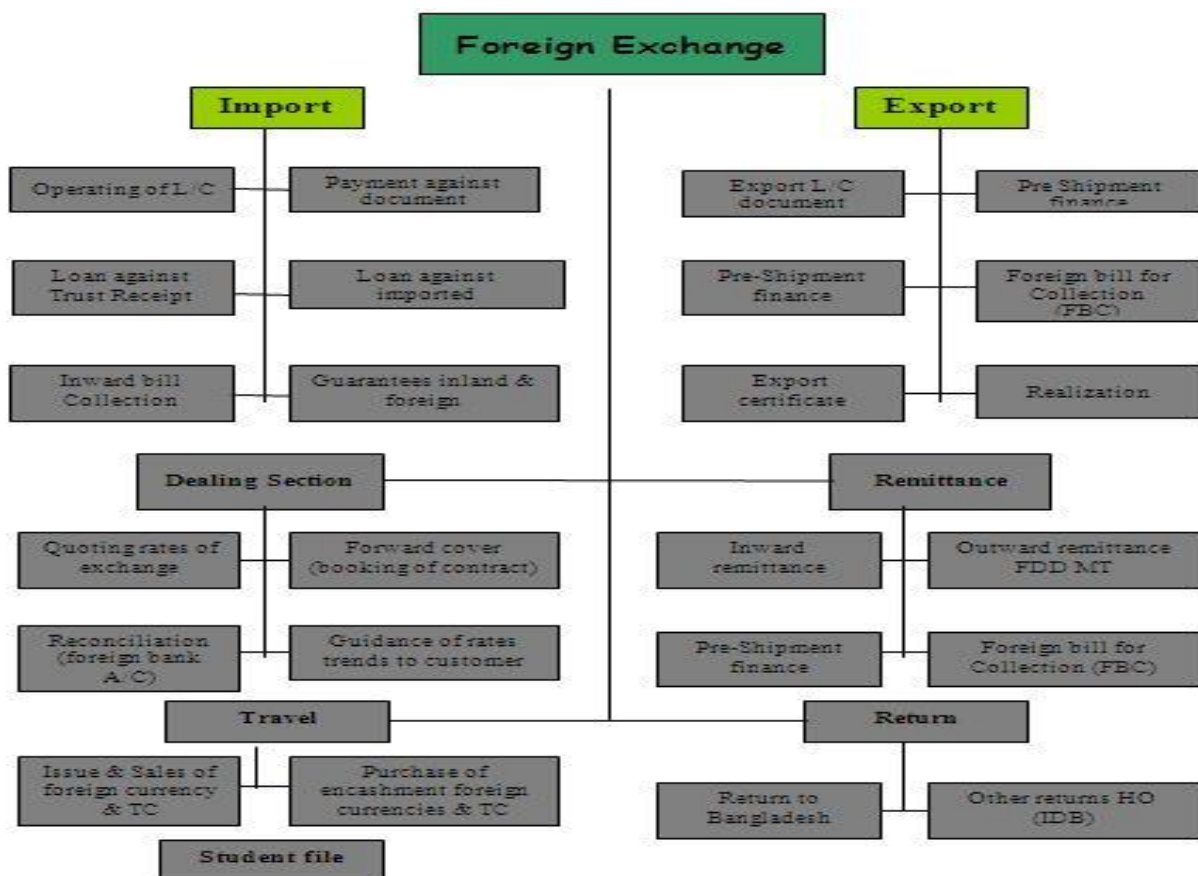 Foreign Exchange
Import
Export
Operating of L/C
Payment against
document
Export L/C
document
Pre Shipment
finance
Loan against
Trust Receipt
Loan against
imported
Pre-Shipment
finance
Foreign bill for
Collection
(FBC)
Inward bill
Collection
Guarantees inland &
foreign
Export
certificate
Realization
Dealing Section
Remittance
Quoting rates of
exchange
Forward cover
(booking of contract)
Inward
remittance
Outward remittance
FDD MT
Reconciliation
(foreign bank
A/C)
Guidance of rates
trends to customer
Pre-Shipment
finance
Foreign bill for
Collection (FBC)
Travel
Return
Issue & Sales of
foreign currency
& TC
Purchase of
encashment foreign
currencies & TC
Return to
Bangladesh
Other returns HO
(IDB)
Student file